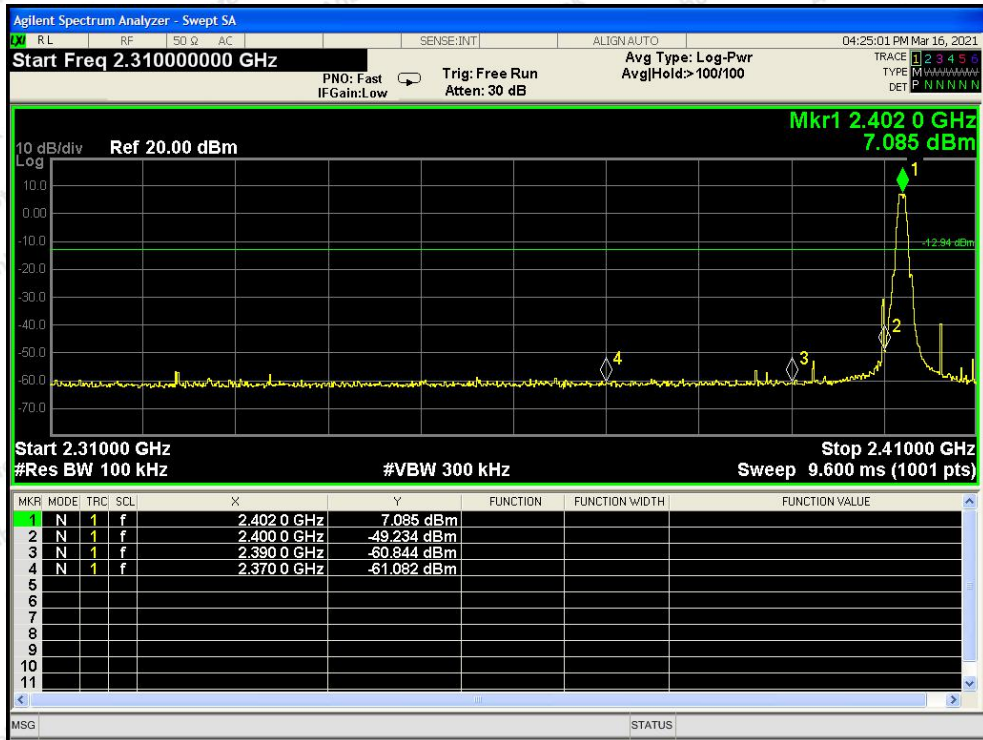 Agilent Spectrum Analyzer - Swept SA
LXI RL RF 50 Ω AC SENSE:INT ALIGNAUTO 04:25:01 PM Mar 16, 2021
Start Freq 2.310000000 GHz
PNO: Fast
IFGain:Low
Trig: Free Run
Atten: 30 dB
Avg Type: Log-Pwr
Avg|Hold:> 100/100
TRACE 1 2 3 4 5 6
TYPE M WWWWW
DET P N N N N N
Mkr1 2.402 0 GHz
7.085 dBm
10 dB/div Ref 20.00 dBm
Log
10.0
0.00
-10.0
-20.0
-30.0
-40.0
-50.0
-60.0
-70.0
1
-12.94 dBm
2
3
4
Start 2.31000 GHz Stop 2.41000 GHz
#Res BW 100 kHz #VBW 300 kHz Sweep 9.600 ms (1001 pts)
MKR MODE TRC SCL X Y FUNCTION FUNCTION WIDTH FUNCTION VALUE
1 N 1 f 2.402 0 GHz 7.085 dBm
2 N 1 f 2.400 0 GHz -49.234 dBm
3 N 1 f 2.390 0 GHz -60.844 dBm
4 N 1 f 2.370 0 GHz -61.082 dBm
5
6
7
8
9
10
11
MSG STATUS